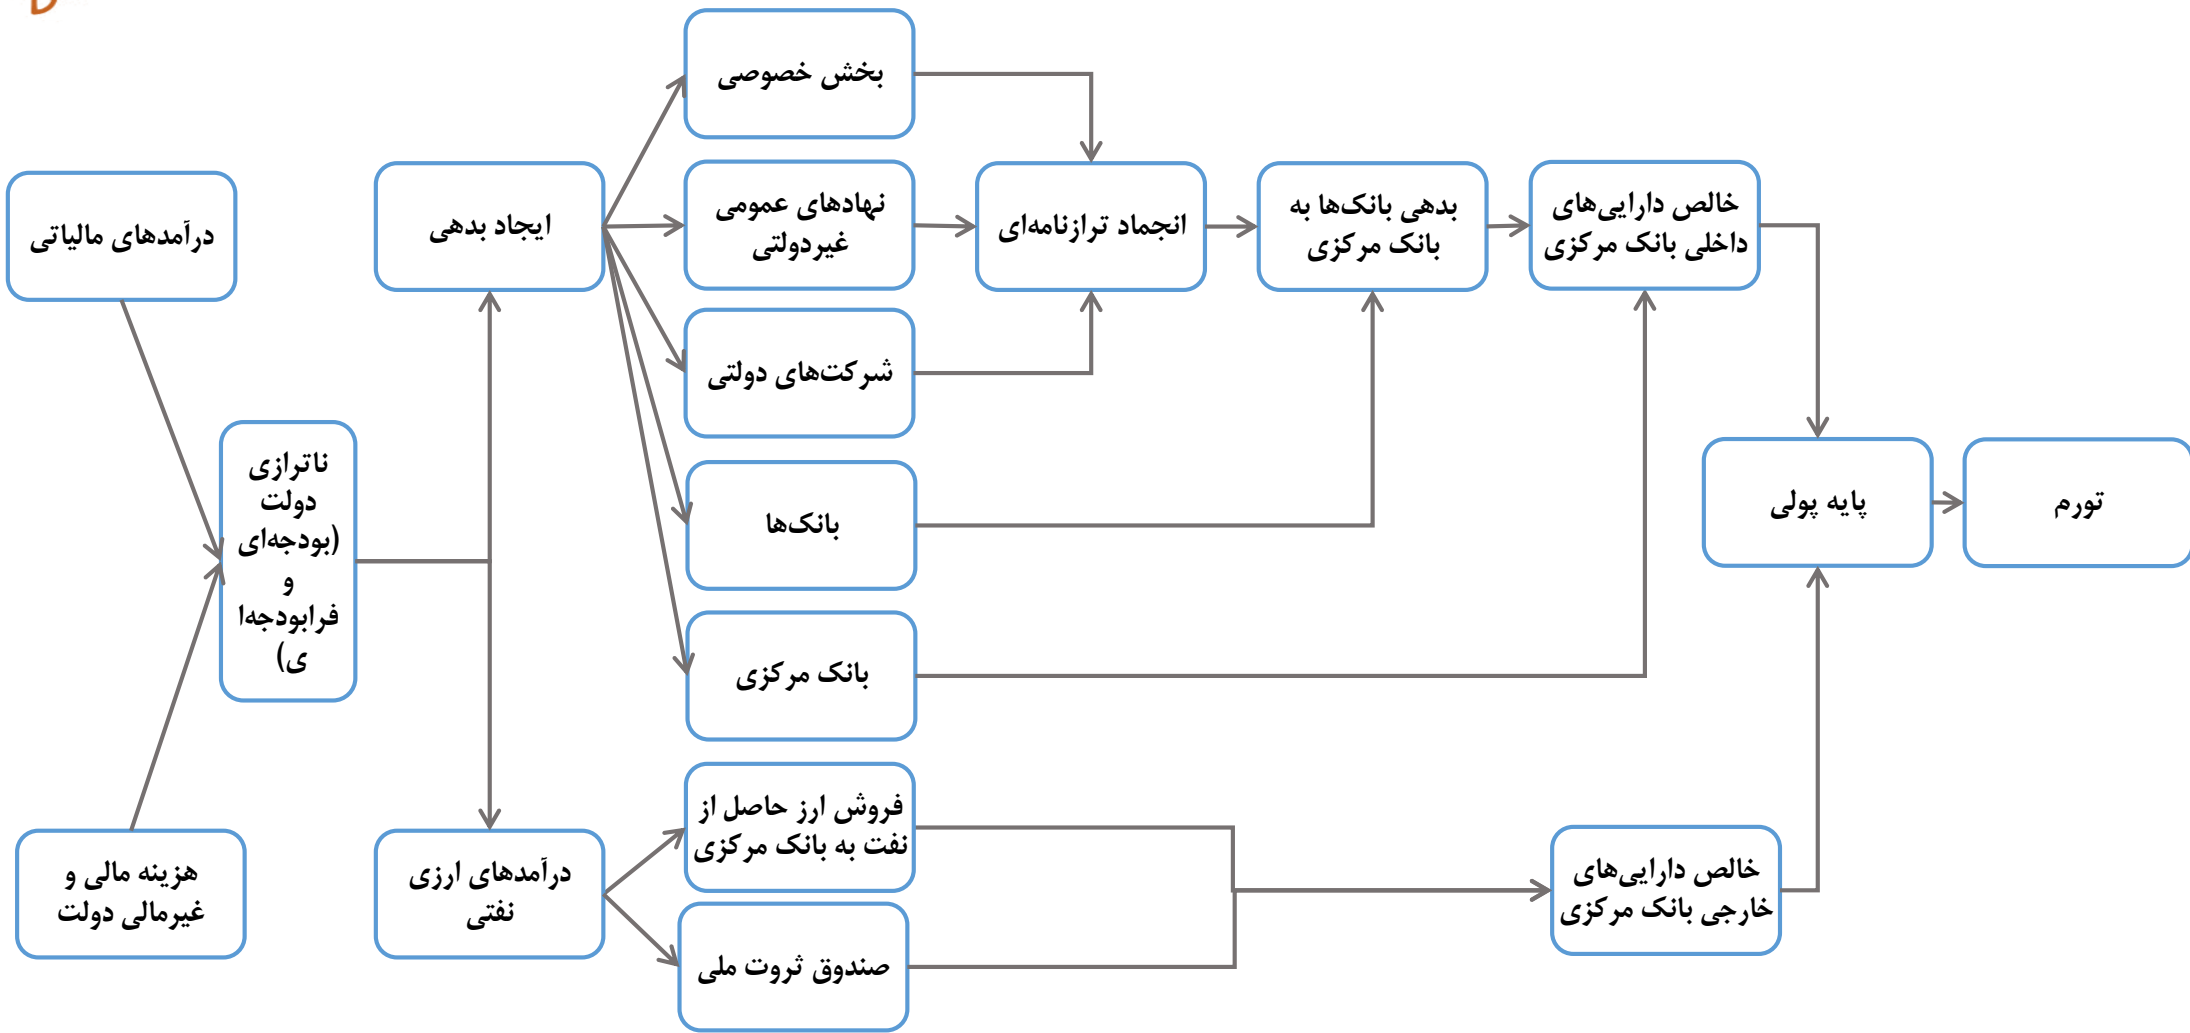 بخش خصوصی
درآمدهای مالیاتی
ایجاد بدهی
نهادهای عمومی
غیردولتی
انجماد ترازنامه‌ای
بدهی بانک‌ها به
بانک مرکزی
خالص دارایی‌های
داخلی بانک مرکزی
شرکت‌های دولتی
ناترازی
دولت
(بودجه‌ای
و
فرابودجه‌ا
ی)
بانک‌ها
پایه پولی
تورم
بانک مرکزی
هزینه مالی و
غیرمالی دولت
درآمدهای ارزی
نفتی
فروش ارز حاصل از
نفت به بانک مرکزی
صندوق ثروت ملی
خالص دارایی‌های
خارجی بانک مرکزی